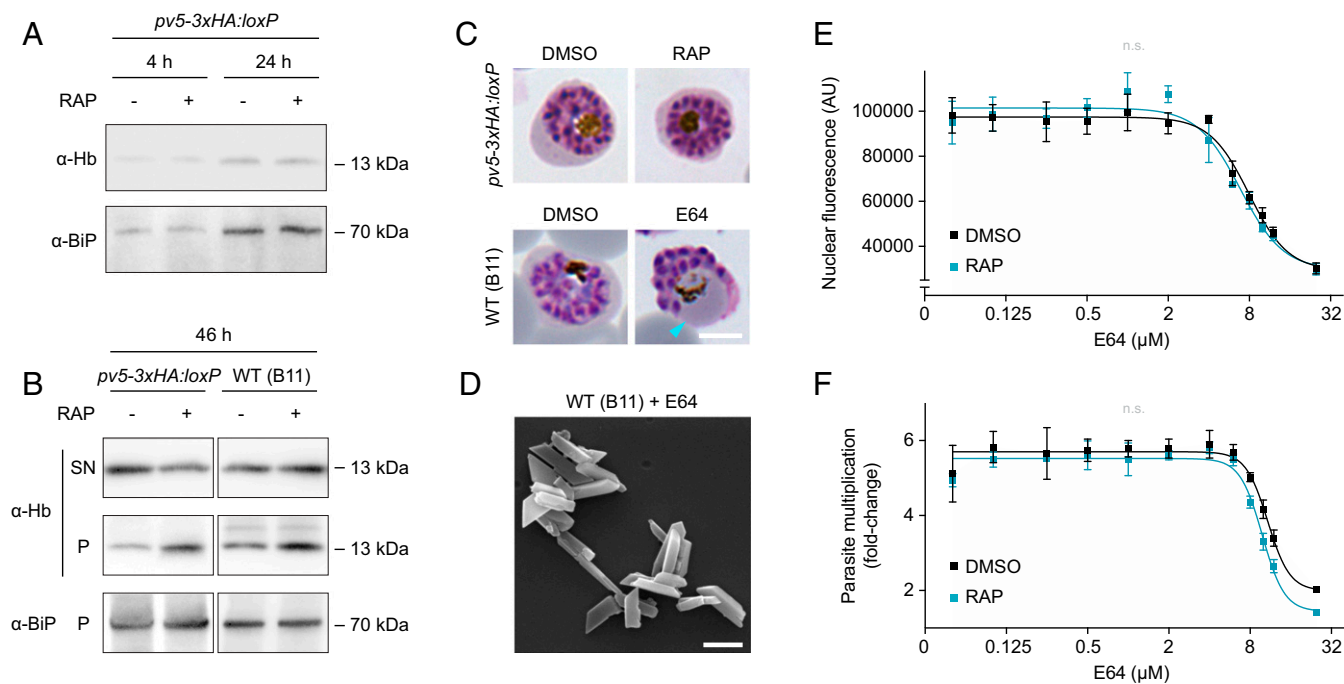 A
pv5-3xHA:loxP
4 h 24 h
RAP - + - +
α-Hb – 13 kDa
α-BiP – 70 kDa
B
46 h
pv5-3xHA:loxP WT (B11)
RAP - + - +
α-Hb
SN – 13 kDa
P – 13 kDa
α-BiP P – 70 kDa
C
DMSO RAP
pv5-3xHA:loxP
DMSO E64
WT (B11)
D
WT (B11) + E64
E
n.s.
Nuclear fluorescence (AU)
100000
80000
60000
40000
DMSO
RAP
0 0.125 0.5 2 8 32
E64 (μM)
F
n.s.
Parasite multiplication
(fold-change)
6
4
2
DMSO
RAP
0 0.125 0.5 2 8 32
E64 (μM)